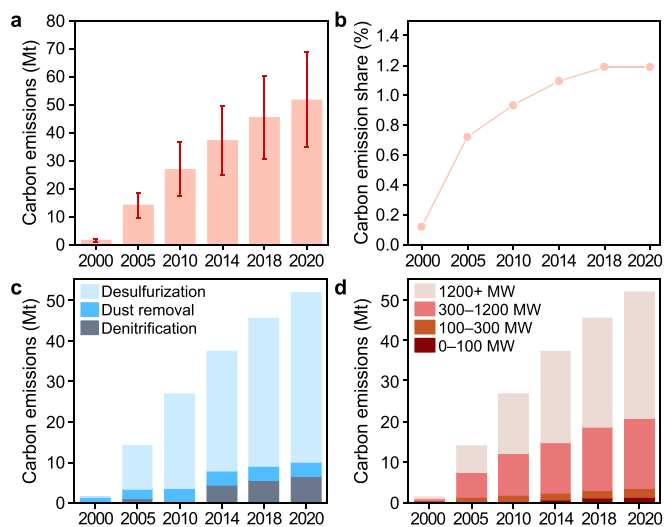 a
Carbon emissions (Mt)
80
70
60
50
40
30
20
10
0
2000 2005 2010 2014 2018 2020
b
Carbon emission share (%)
1.4
1.2
1.0
0.8
0.6
0.4
0.2
0.0
2000 2005 2010 2014 2018 2020
c
Carbon emissions (Mt)
50
40
30
20
10
0
Desulfurization
Dust removal
Denitrification
2000 2005 2010 2014 2018 2020
d
Carbon emissions (Mt)
50
40
30
20
10
0
1200+ MW
300–1200 MW
100–300 MW
0–100 MW
2000 2005 2010 2014 2018 2020